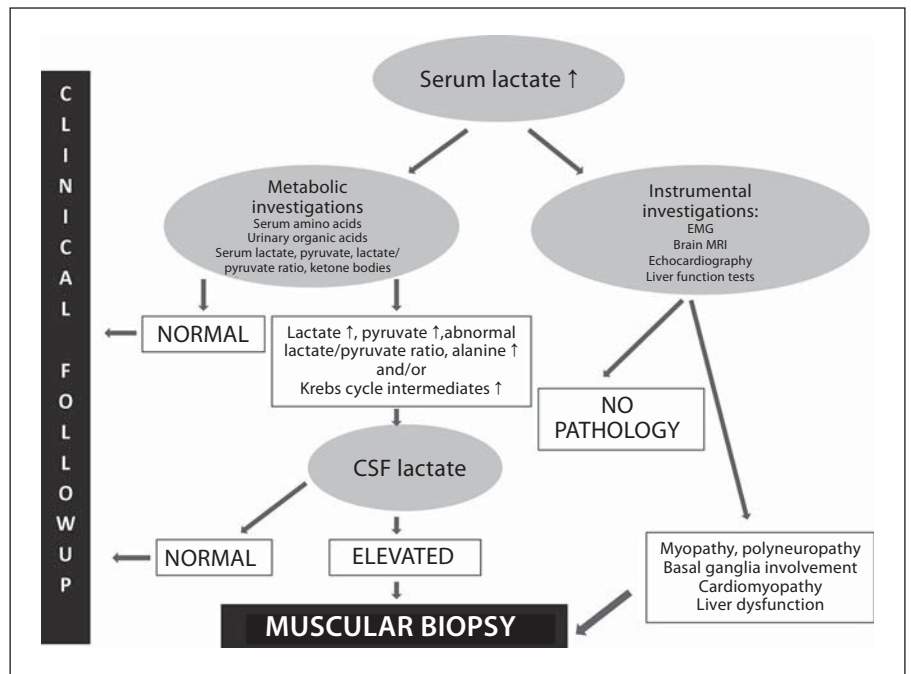 CLINICAL FOLLOWUP
Serum lactate ↑
Metabolic
investigations
Serum amino acids
Urinary organic acids
Serum lactate, pyruvate, lactate/
pyruvate ratio, ketone bodies
Instrumental
investigations:
EMG
Brain MRI
Echocardiography
Liver function tests
NORMAL
Lactate ↑, pyruvate ↑,abnormal
lactate/pyruvate ratio, alanine ↑
and/or
Krebs cycle intermediates ↑
NO
PATHOLOGY
CSF lactate
NORMAL
ELEVATED
Myopathy, polyneuropathy
Basal ganglia involvement
Cardiomyopathy
Liver dysfunction
MUSCULAR BIOPSY